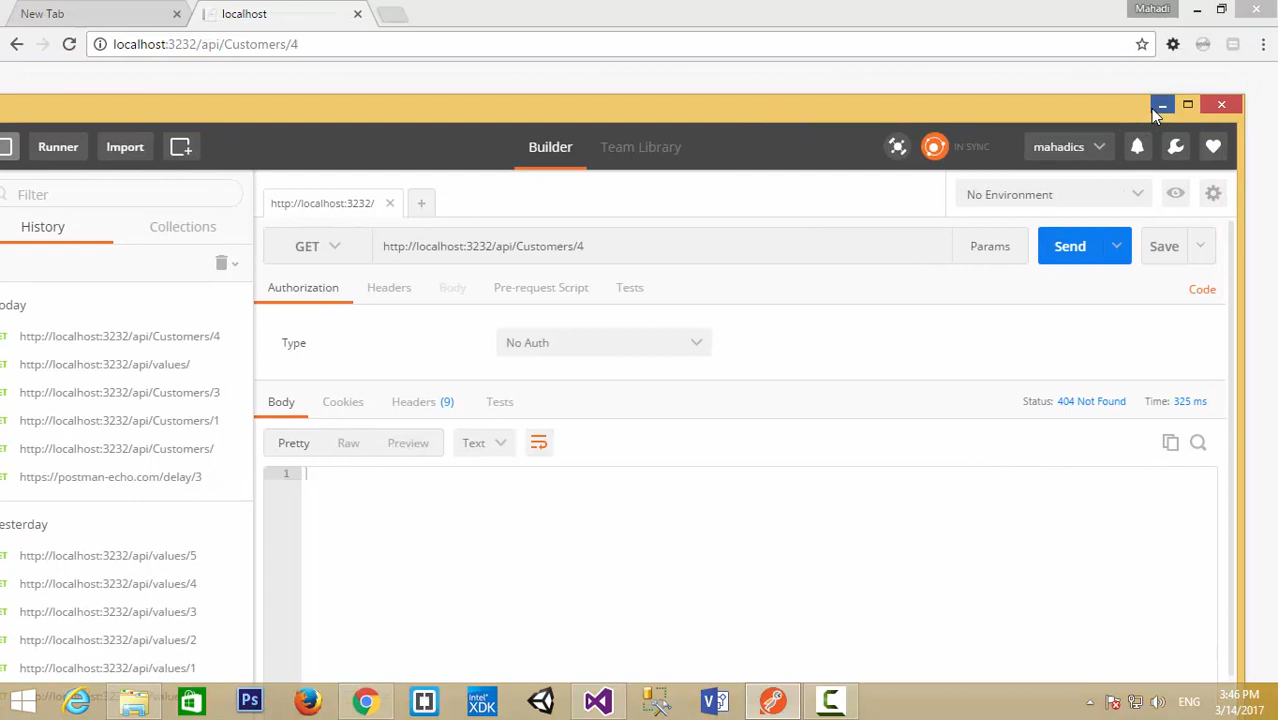 New Tab
localhost
Mahadi
localhost:3232/api/Customers/4
Runner
Import
Builder
Team Library
IN SYNC
mahadics
Filter
http://localhost:3232/
No Environment
History
Collections
GET
http://localhost:3232/api/Customers/4
Params
Send
Save
Authorization
Headers
Body
Pre-request Script
Tests
Code
oday
http://localhost:3232/api/Customers/4
http://localhost:3232/api/values/
http://localhost:3232/api/Customers/3
http://localhost:3232/api/Customers/1
http://localhost:3232/api/Customers/
https://postman-echo.com/delay/3
Type
No Auth
Body
Cookies
Headers (9)
Tests
Status: 404 Not Found
Time: 325 ms
Pretty
Raw
Preview
Text
1
esterday
http://localhost:3232/api/values/5
http://localhost:3232/api/values/4
http://localhost:3232/api/values/3
http://localhost:3232/api/values/2
http://localhost:3232/api/values/1
Ps
intel
XDK
ENG
3:46 PM
3/14/2017